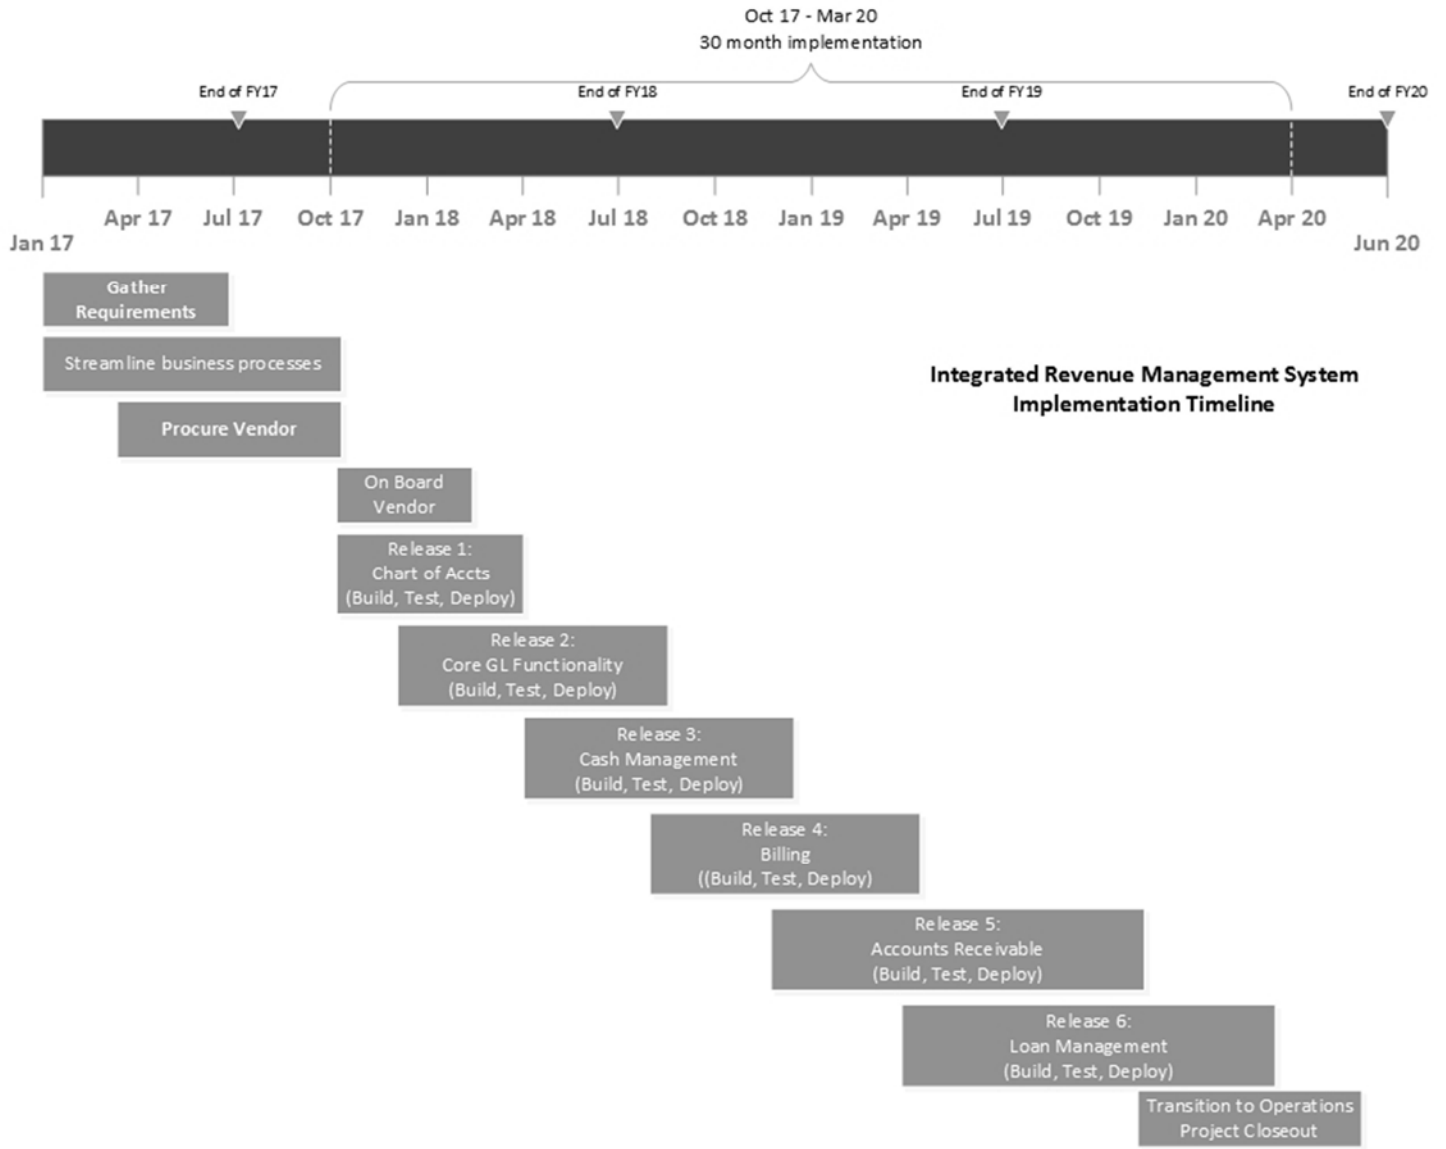 Oct 17 - Mar 20
30 month implementation
End of FY17
End of FY18
End of FY19
End of FY20
Apr 17
Jul 17
Oct 17
Jan 18
Apr 18
Jul 18
Oct 18
Jan 19
Apr 19
Jul 19
Oct 19
Jan 20
Apr 20
Jan 17
Jun 20
Gather
Requirements
Streamline business processes
Integrated Revenue Management System
Implementation Timeline
Procure Vendor
On Board
Vendor
Release 1:
Chart of Accts
(Build, Test, Deploy)
Release 2:
Core GL Functionality
(Build, Test, Deploy)
Release 3:
Cash Management
(Build, Test, Deploy)
Release 4:
Billing
((Build, Test, Deploy)
Release 5:
Accounts Receivable
(Build, Test, Deploy)
Release 6:
Loan Management
(Build, Test, Deploy)
Transition to Operations
Project Closeout